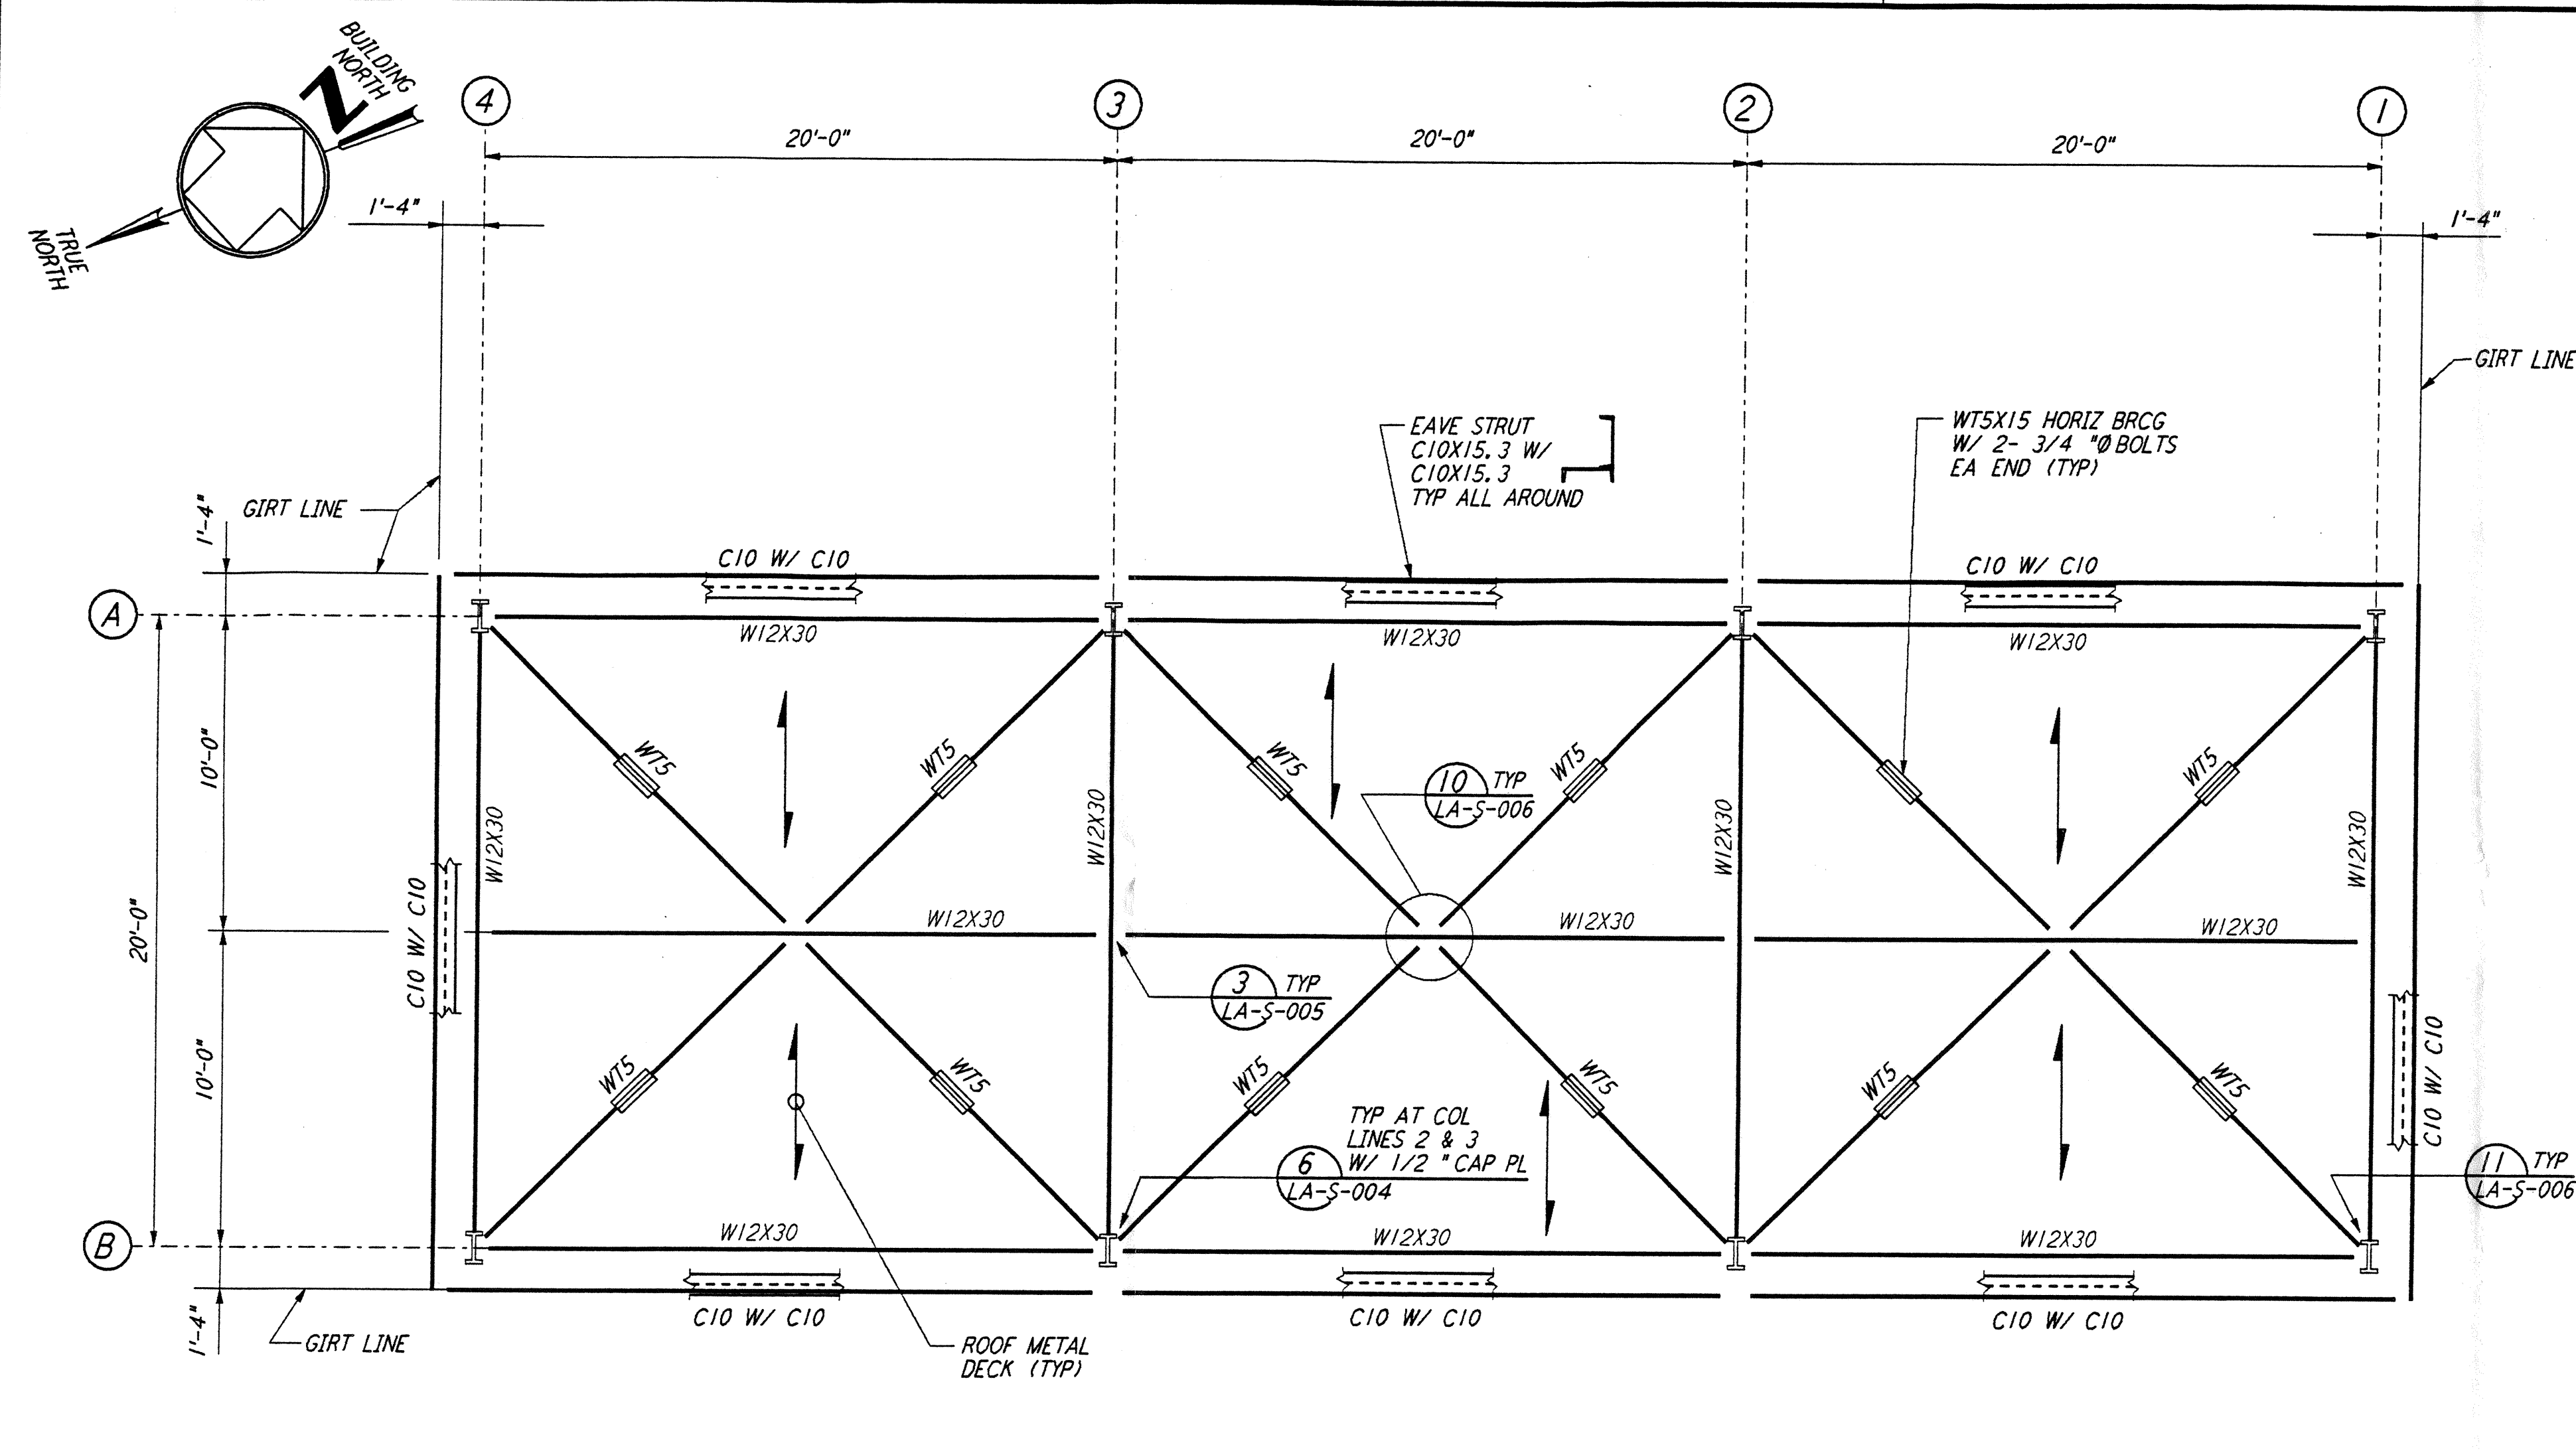 BUILDING
NORTH
N
TRUE
NORTH
4
3
2
1
20'-0"
20'-0"
20'-0"
1'-4"
1'-4"
GIRT LINE
EAVE STRUT
C10X15.3 W/
C10X15.3
TYP ALL AROUND
WT5X15 HORIZ BRCG
W/ 2- 3/4 "Ø BOLTS
EA END (TYP)
1'-4"
GIRT LINE
C10 W/ C10
C10 W/ C10
A
W12X30
W12X30
W12X30
10'-0"
WT5
WT5
WT5
WT5
WT5
10 TYP
LA-S-006
W12X30
W12X30
W12X30
W12X30
20'-0"
C10 W/ C10
W12X30
W12X30
W12X30
3 TYP
LA-S-005
10'-0"
WT5
WT5
WT5
WT5
WT5
WT5
C10 W/ C10
TYP AT COL
LINES 2 & 3
6 W/ 1/2 "CAP PL
LA-S-004
11 TYP
LA-S-006
B
W12X30
W12X30
W12X30
1'-4"
C10 W/ C10
C10 W/ C10
C10 W/ C10
GIRT LINE
ROOF METAL
DECK (TYP)